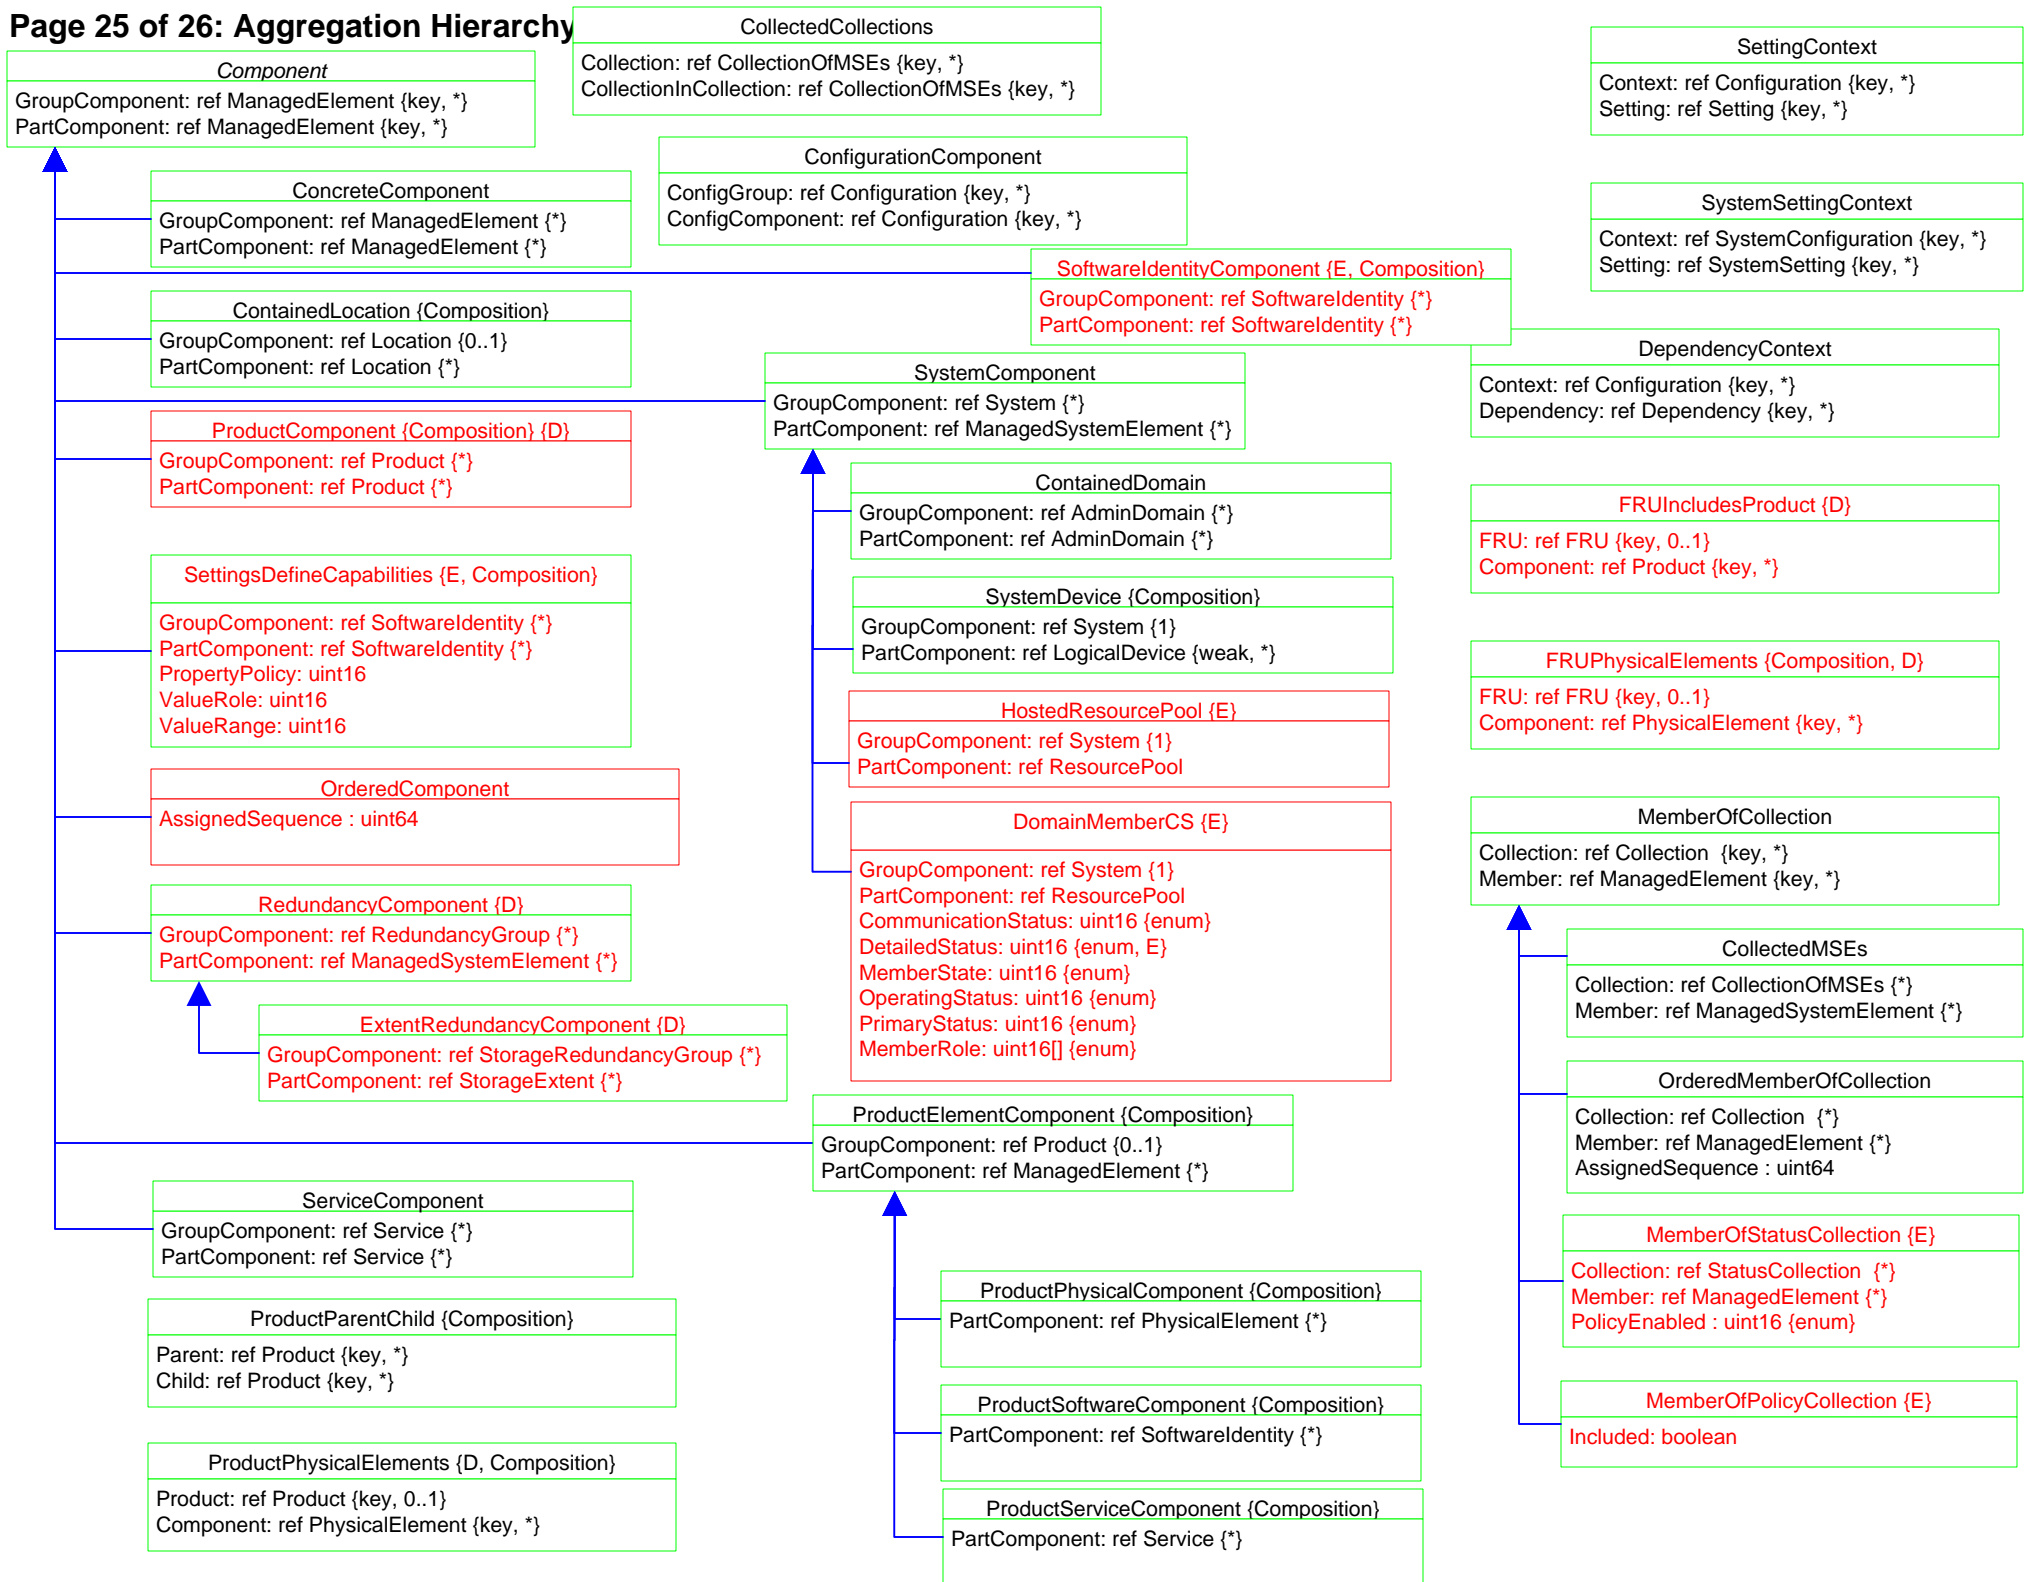 Page 25 of 26: Aggregation Hierarchy
Component
GroupComponent: ref ManagedElement {key, *}
PartComponent: ref ManagedElement {key, *}
CollectedCollections
Collection: ref CollectionOfMSEs {key, *}
CollectionInCollection: ref CollectionOfMSEs {key, *}
SettingContext
Context: ref Configuration {key, *}
Setting: ref Setting {key, *}
ConfigurationComponent
ConfigGroup: ref Configuration {key, *}
ConfigComponent: ref Configuration {key, *}
ConcreteComponent
GroupComponent: ref ManagedElement {*}
PartComponent: ref ManagedElement {*}
SystemSettingContext
Context: ref SystemConfiguration {key, *}
Setting: ref SystemSetting {key, *}
SoftwareIdentityComponent {E, Composition}
GroupComponent: ref SoftwareIdentity {*}
PartComponent: ref SoftwareIdentity {*}
ContainedLocation {Composition}
GroupComponent: ref Location {0..1}
PartComponent: ref Location {*}
DependencyContext
Context: ref Configuration {key, *}
Dependency: ref Dependency {key, *}
SystemComponent
GroupComponent: ref System {*}
PartComponent: ref ManagedSystemElement {*}
ProductComponent {Composition} {D}
GroupComponent: ref Product {*}
PartComponent: ref Product {*}
ContainedDomain
GroupComponent: ref AdminDomain {*}
PartComponent: ref AdminDomain {*}
FRUIncludesProduct {D}
FRU: ref FRU {key, 0..1}
Component: ref Product {key, *}
SettingsDefineCapabilities {E, Composition}
GroupComponent: ref SoftwareIdentity {*}
PartComponent: ref SoftwareIdentity {*}
PropertyPolicy: uint16
ValueRole: uint16
ValueRange: uint16
SystemDevice {Composition}
GroupComponent: ref System {1}
PartComponent: ref LogicalDevice {weak, *}
FRUPhysicalElements {Composition, D}
FRU: ref FRU {key, 0..1}
Component: ref PhysicalElement {key, *}
HostedResourcePool {E}
GroupComponent: ref System {1}
PartComponent: ref ResourcePool
OrderedComponent
AssignedSequence : uint64
DomainMemberCS {E}
GroupComponent: ref System {1}
PartComponent: ref ResourcePool
CommunicationStatus: uint16 {enum}
DetailedStatus: uint16 {enum, E}
MemberState: uint16 {enum}
OperatingStatus: uint16 {enum}
PrimaryStatus: uint16 {enum}
MemberRole: uint16[] {enum}
MemberOfCollection
Collection: ref Collection  {key, *}
Member: ref ManagedElement {key, *}
RedundancyComponent {D}
GroupComponent: ref RedundancyGroup {*}
PartComponent: ref ManagedSystemElement {*}
CollectedMSEs
Collection: ref CollectionOfMSEs {*}
Member: ref ManagedSystemElement {*}
ExtentRedundancyComponent {D}
GroupComponent: ref StorageRedundancyGroup {*}
PartComponent: ref StorageExtent {*}
OrderedMemberOfCollection
Collection: ref Collection  {*}
Member: ref ManagedElement {*}
AssignedSequence : uint64
ProductElementComponent {Composition}
GroupComponent: ref Product {0..1}
PartComponent: ref ManagedElement {*}
ServiceComponent
GroupComponent: ref Service {*}
PartComponent: ref Service {*}
MemberOfStatusCollection {E}
Collection: ref StatusCollection  {*}
Member: ref ManagedElement {*}
PolicyEnabled : uint16 {enum}
ProductPhysicalComponent {Composition}
PartComponent: ref PhysicalElement {*}
ProductParentChild {Composition}
Parent: ref Product {key, *}
Child: ref Product {key, *}
ProductSoftwareComponent {Composition}
PartComponent: ref SoftwareIdentity {*}
MemberOfPolicyCollection {E}
Included: boolean
ProductPhysicalElements {D, Composition}
Product: ref Product {key, 0..1}
Component: ref PhysicalElement {key, *}
ProductServiceComponent {Composition}
PartComponent: ref Service {*}